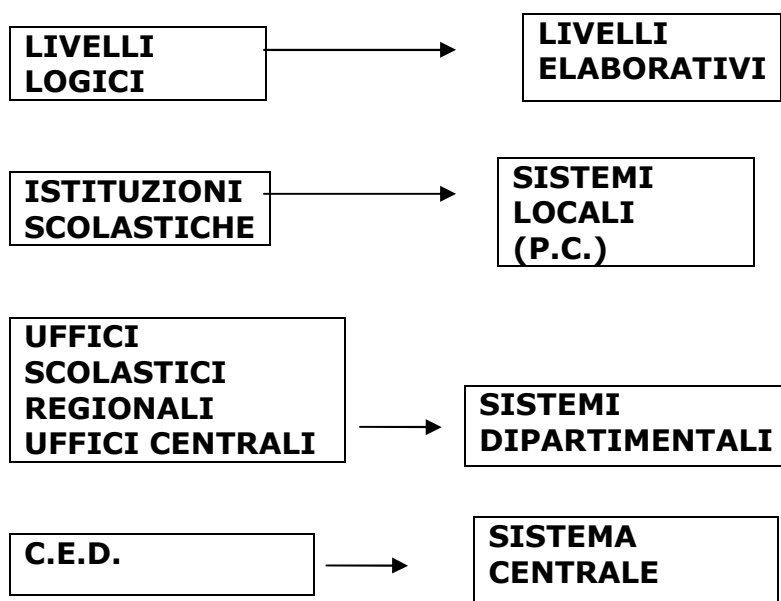 LIVELLI
LOGICI
LIVELLI
ELABORATIVI
ISTITUZIONI
SCOLASTICHE
SISTEMI
LOCALI
(P.C.)
UFFICI
SCOLASTICI
REGIONALI
UFFICI CENTRALI
SISTEMI
DIPARTIMENTALI
C.E.D.
SISTEMA
CENTRALE